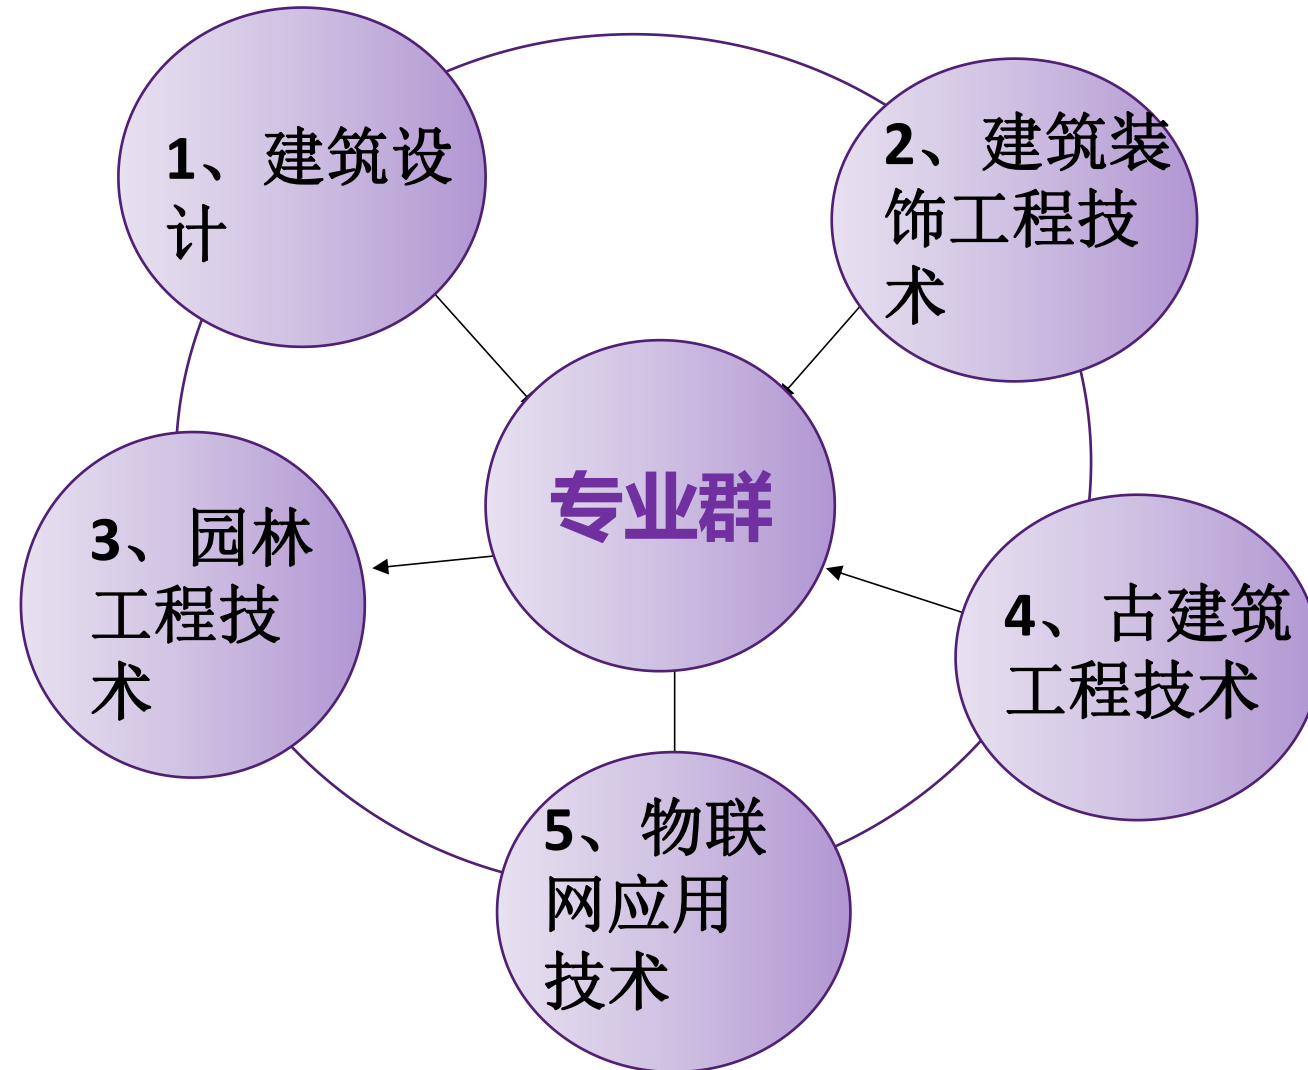 1、建筑设
计
2、建筑装
饰工程技
术
专业群
3、园林
工程技
术
4、古建筑
工程技术
5、物联
网应用
技术